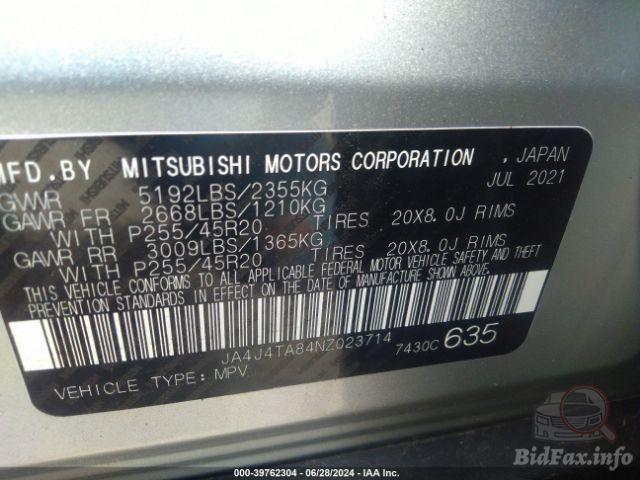 MFD.BY MITSUBISHI MOTORS CORPORATION , JAPAN
JUL 2021
GVWR 5192LBS/2355KG
GAWR FR 2668LBS/1210KG
WITH P255/45R20 TIRES 20X8.0J RIMS
GAWR RR 3009LBS/1365KG
WITH P255/45R20 TIRES 20X8.0J RIMS
THIS VEHICLE CONFORMS TO ALL APPLICABLE FEDERAL MOTOR VEHICLE SAFETY AND THEFT
PREVENTION STANDARDS IN EFFECT ON THE DATE OF MANUFACTURE SHOWN ABOVE.
JA4J4TA84NZ023714 7430C 635
VEHICLE TYPE: MPV
BidFax.info
000-39762304 | 06/28/2024 - IAA Inc.